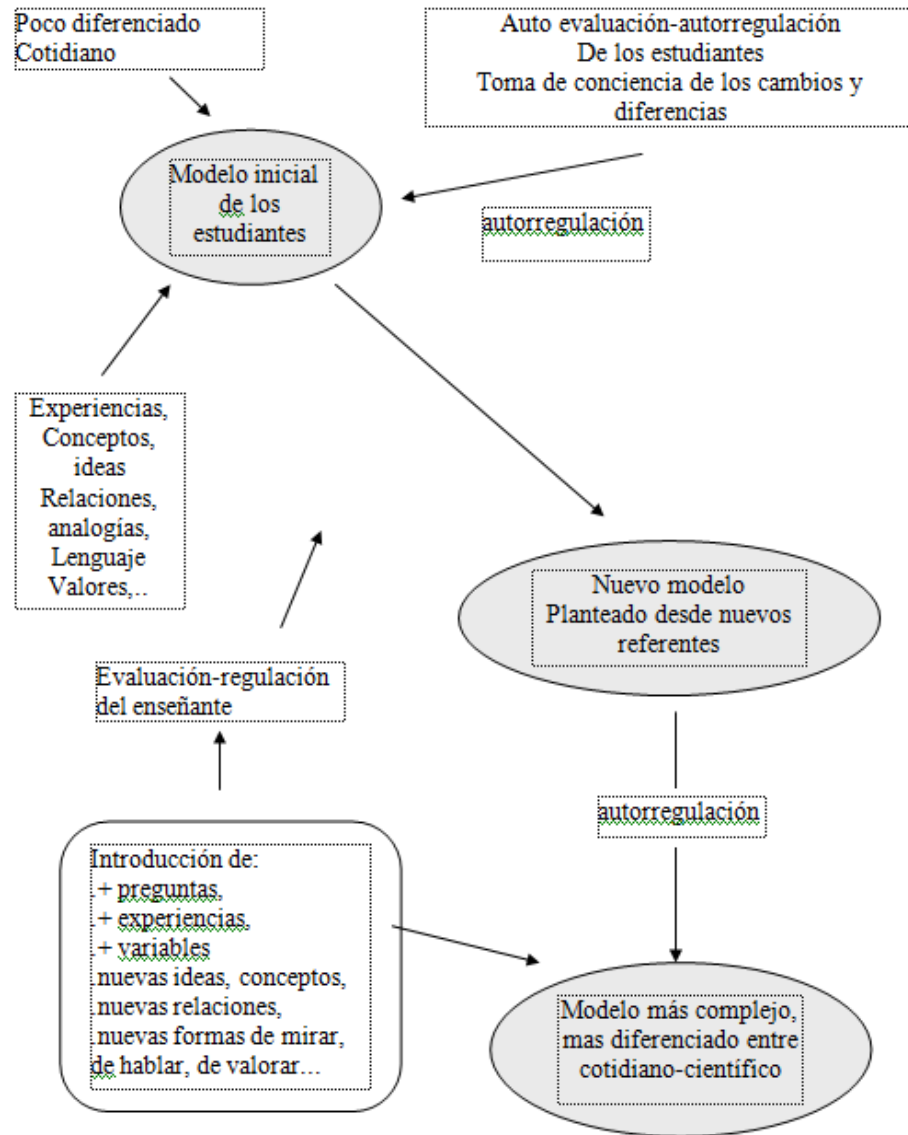 Poco diferenciado
Cotidiano
Auto evaluación-autorregulación
De los estudiantes
Toma de conciencia de los cambios y
diferencias
Modelo inicial
de los
estudiantes
autorregulación
Experiencias,
Conceptos,
ideas
Relaciones,
analogías,
Lenguaje
Valores,..
Nuevo modelo
Planteado desde nuevos
referentes
Evaluación-regulación
del enseñante
autorregulación
Introducción de:
.+ preguntas,
.+ experiencias,
.+ variables
.nuevas ideas, conceptos,
.nuevas relaciones,
.nuevas formas de mirar,
de hablar, de valorar…
Modelo más complejo,
mas diferenciado entre
cotidiano-científico